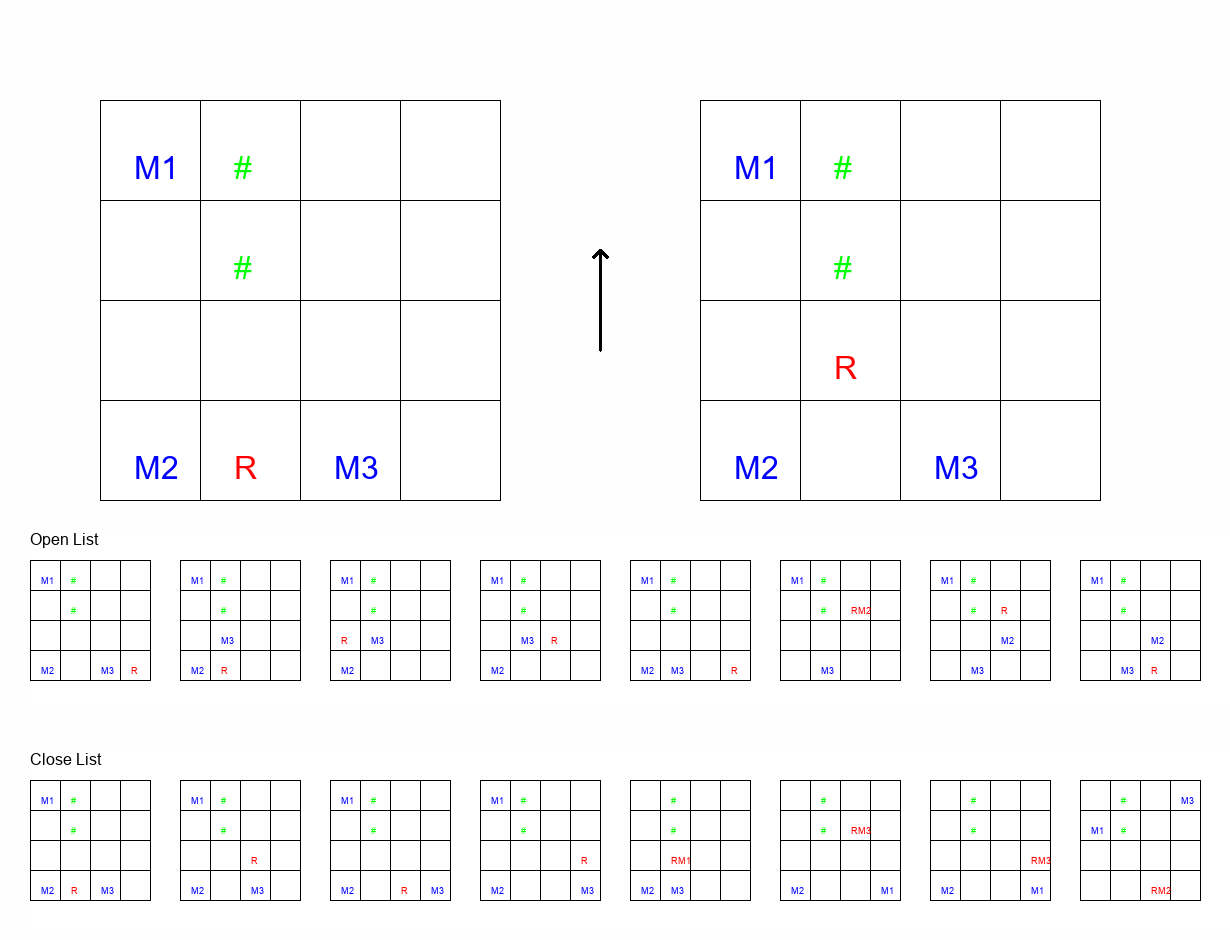 M1 # M1 #
# #
R
M2 R M3 M2 M3
Open List
M1 # M1 # M1 # M1 # M1 # M1 # M1 # M1 #
# # # # # # RM2 # R #
M3 R M3 M3 R M2 M2
M2 M3 R M2 R M2 M2 M2 M3 R M3 M3 M3 R
Close List
M1 # M1 # M1 # M1 # # # # # M3
# # # # # # RM3 # M1 #
R R RM1 RM3
M2 R M3 M2 M3 M2 R M3 M2 M3 M2 M3 M2 M1 M2 M1 RM2